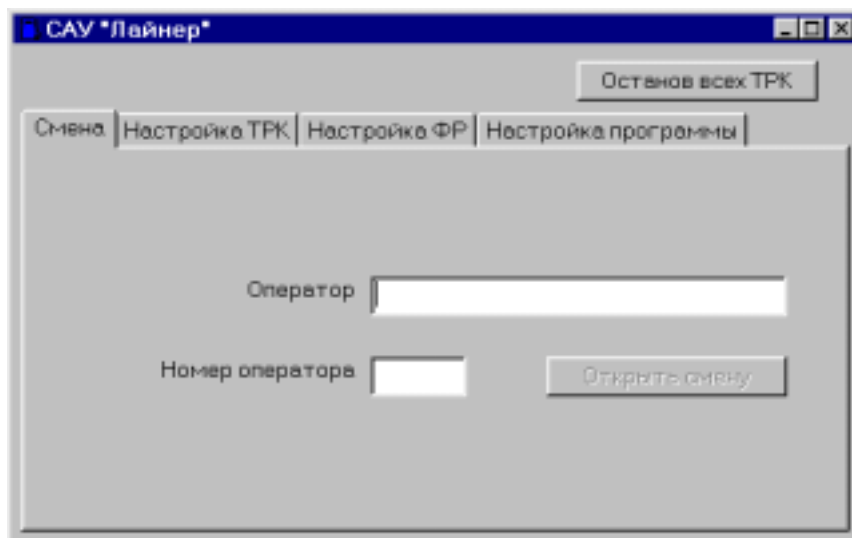 САУ "Лайнер"
Останов всех ТРК
Смена Настройка ТРК Настройка ФР Настройка программы
Оператор
Номер оператора
Открыть смену